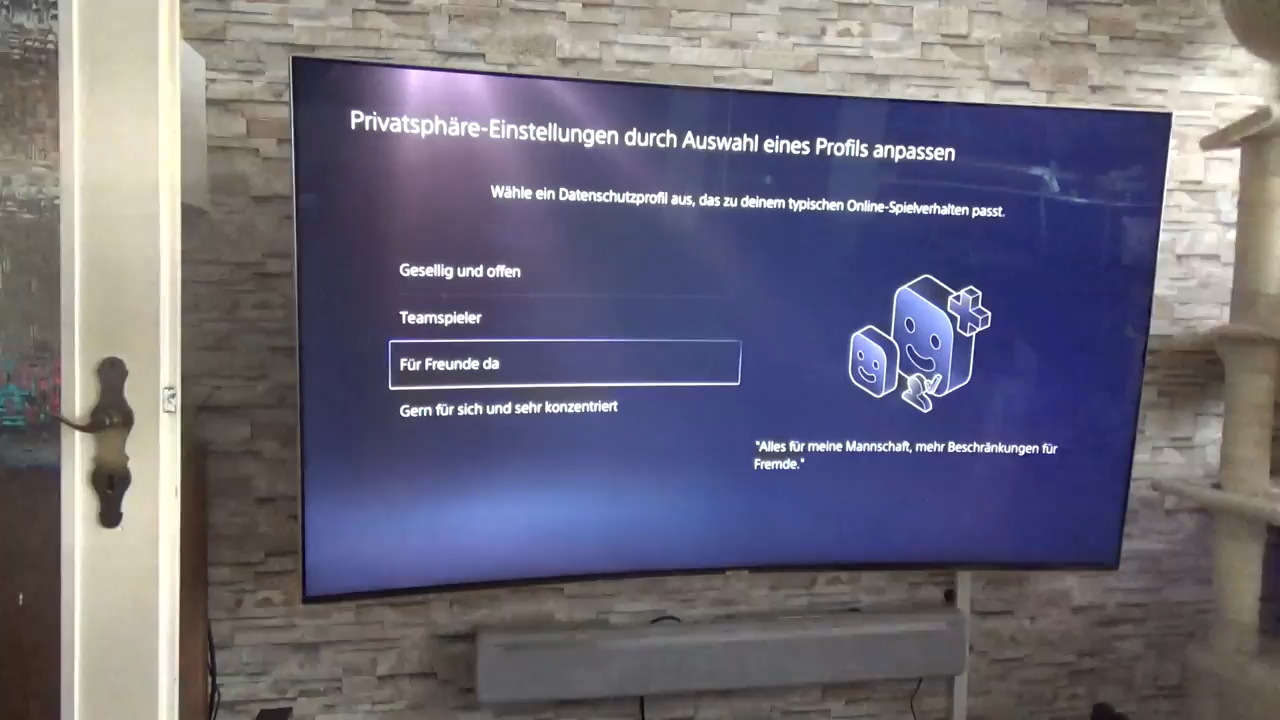 Privatsphäre-Einstellungen durch Auswahl eines Profils anpassen
Wähle ein Datenschutzprofil aus, das zu deinem typischen Online-Spielverhalten passt.
Gesellig und offen
Teamspieler
Für Freunde da
Gern für sich und sehr konzentriert
"Alles für meine Mannschaft, mehr Beschränkungen für
Fremde."